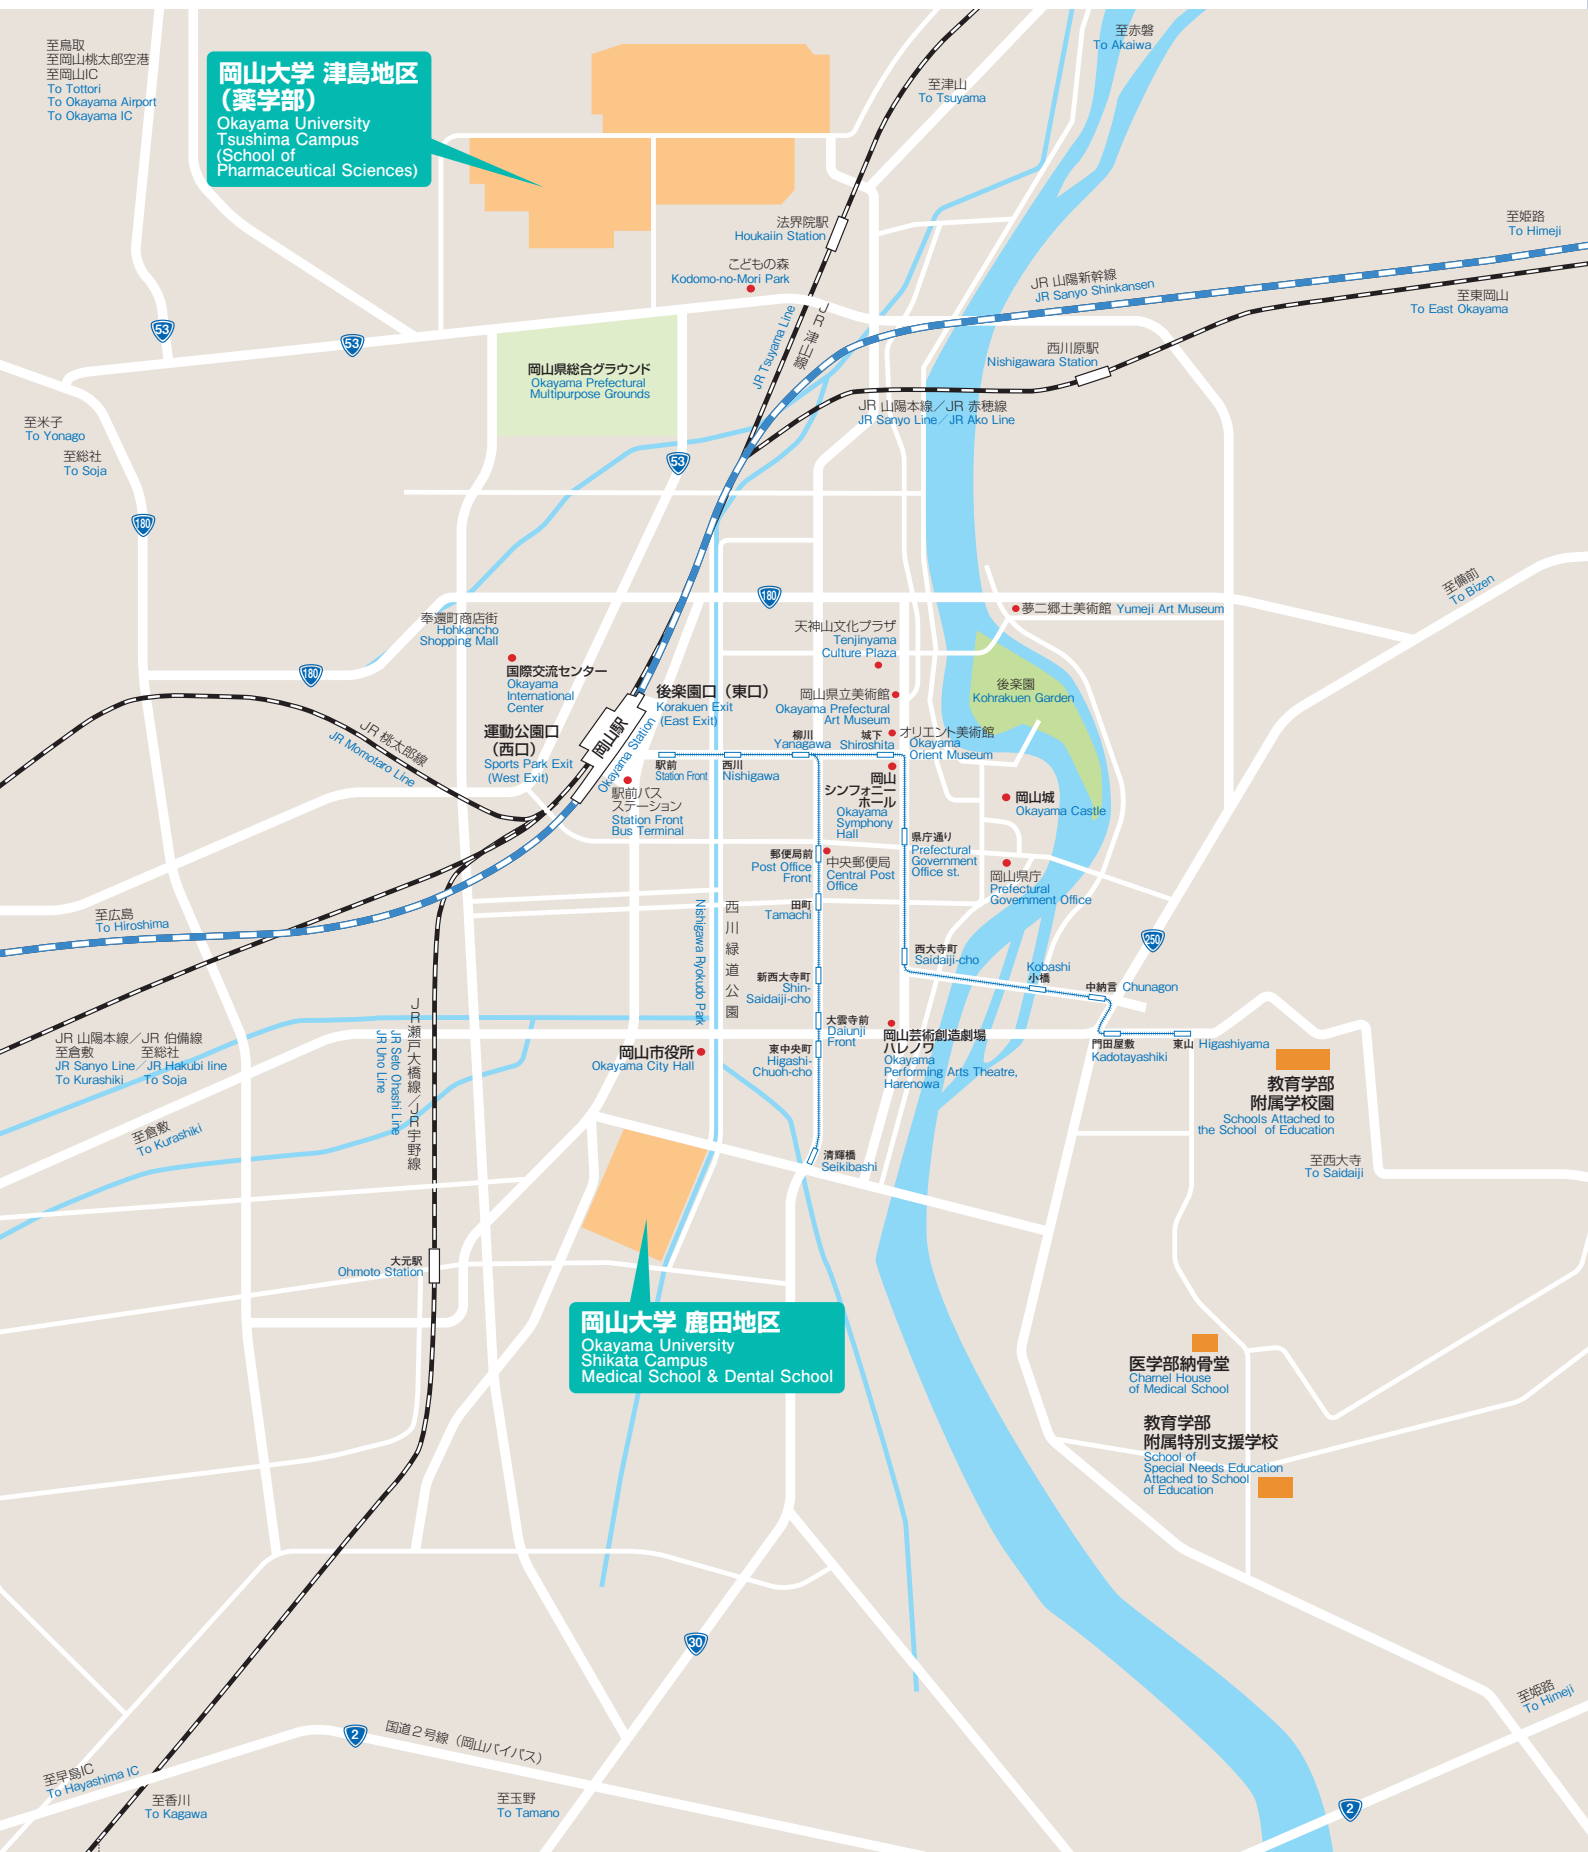 至鳥取
至岡山桃太郎空港
至岡山IC
To Tottori
To Okayama Airport
To Okayama IC
岡山大学 津島地区
（薬学部）
Okayama University
Tsushima Campus
(School of
Pharmaceutical Sciences)
至赤磐
To Akaiwa
至津山
To Tsuyama
法界院駅
Houkaiin Station
こどもの森
Kodomo-no-Mori Park
至姫路
To Himeji
JR 山陽新幹線
JR Sanyo Shinkansen
至東岡山
To East Okayama
53
53
JR 津山線
JR Tsuyama Line
西川原駅
Nishigawara Station
岡山県総合グラウンド
Okayama Prefectural
Multipurpose Grounds
JR 山陽本線／JR 赤穂線
JR Sanyo Line／JR Ako Line
至米子
To Yonago
至総社
To Soja
53
180
至備前
To Bizen
180
奉還町商店街
Hohkancho
Shopping Mall
夢二郷土美術館 Yumeji Art Museum
天神山文化プラザ
Tenjinyama
Culture Plaza
180
国際交流センター
Okayama
International
Center
後楽園口（東口）
Korakuen Exit
(East Exit)
岡山県立美術館
Okayama Prefectural
Art Museum
後楽園
Kohrakuen Garden
運動公園口
（西口）
Sports Park Exit
(West Exit)
岡山駅
Okayama Station
JR 桃太郎線
JR Momotaro Line
柳川
Yanagawa
城下
Shiroshita
オリエント美術館
Okayama
Orient Museum
駅前
Station Front
西川
Nishigawa
駅前バス
ステーション
Station Front
Bus Terminal
岡山
シンフォニー
ホール
Okayama
Symphony
Hall
岡山城
Okayama Castle
県庁通り
Prefectural
Government
Office st.
郵便局前
Post Office
Front
中央郵便局
Central Post
Office
岡山県庁
Prefectural
Government Office
田町
Tamachi
至広島
To Hiroshima
西川緑道公園
Nishigawa Ryokudo Park
250
西大寺町
Saidaiji-cho
Kobashi
小橋
中納言 Chunagon
新西大寺町
Shin-
Saidaiji-cho
大雲寺前
Daiunji
Front
岡山芸術創造劇場
ハレノワ
Okayama
Performing Arts Theatre,
Harenowa
門田屋敷
Kadotayashiki
東山 Higashiyama
JR 山陽本線／JR 伯備線
至倉敷 至総社
JR Sanyo Line／JR Hakubi line
To Kurashiki To Soja
JR瀬戸大橋線／JR宇野線
JR Seto Ohashi Line
JR Uno Line
岡山市役所
Okayama City Hall
東中央町
Higashi-
Chuoh-cho
教育学部
附属学校園
Schools Attached to
the School of Education
至倉敷
To Kurashiki
清輝橋
Seikibashi
至西大寺
To Saidaiji
大元駅
Ohmoto Station
岡山大学 鹿田地区
Okayama University
Shikata Campus
Medical School & Dental School
医学部納骨堂
Charnel House
of Medical School
教育学部
附属特別支援学校
School of
Special Needs Education
Attached to School
of Education
30
至姫路
To Himeji
2
国道２号線（岡山バイパス）
至早島IC
To Hayashima IC
至香川
To Kagawa
至玉野
To Tamano
2